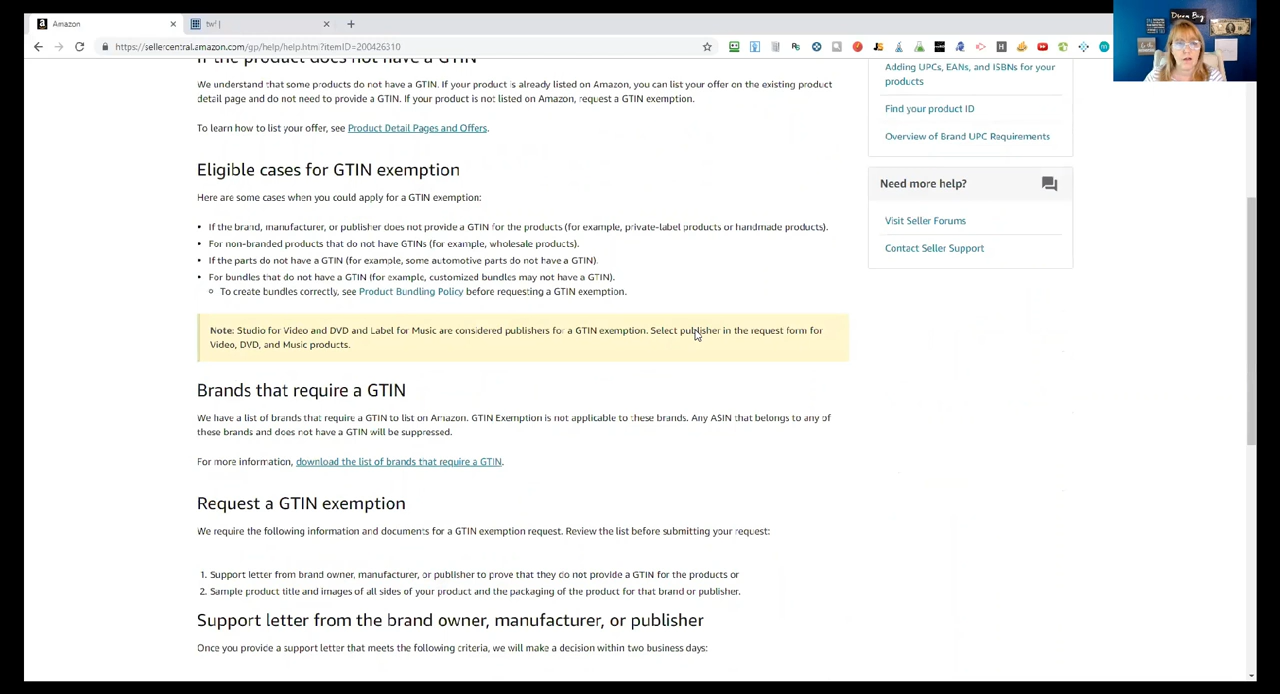 Amazon
tw' |
https://sellercentral.amazon.com/gp/help/help.html?itemID=200426310
Dream Big
If the product does not have a GTIN
We understand that some products do not have a GTIN. If your product is already listed on Amazon, you can list your offer on the existing product
detail page and do not need to provide a GTIN. If your product is not listed on Amazon, request a GTIN exemption.
To learn how to list your offer, see Product Detail Pages and Offers.
Eligible cases for GTIN exemption
Here are some cases when you could apply for a GTIN exemption:
• If the brand, manufacturer, or publisher does not provide a GTIN for the products (for example, private-label products or handmade products).
• For non-branded products that do not have GTINs (for example, wholesale products).
• If the parts do not have a GTIN (for example, some automotive parts do not have a GTIN).
• For bundles that do not have a GTIN (for example, customized bundles may not have a GTIN).
To create bundles correctly, see Product Bundling Policy before requesting a GTIN exemption.
Note: Studio for Video and DVD and Label for Music are considered publishers for a GTIN exemption. Select publisher in the request form for
Video, DVD, and Music products.
Brands that require a GTIN
We have a list of brands that require a GTIN to list on Amazon. GTIN Exemption is not applicable to these brands. Any ASIN that belongs to any of
these brands and does not have a GTIN will be suppressed.
For more information, download the list of brands that require a GTIN.
Request a GTIN exemption
We require the following information and documents for a GTIN exemption request. Review the list before submitting your request:
1. Support letter from brand owner, manufacturer, or publisher to prove that they do not provide a GTIN for the products or
2. Sample product title and images of all sides of your product and the packaging of the product for that brand or publisher.
Support letter from the brand owner, manufacturer, or publisher
Once you provide a support letter that meets the following criteria, we will make a decision within two business days:
Adding UPCs, EANs, and ISBNs for your
products
Find your product ID
Overview of Brand UPC Requirements
Need more help?
Visit Seller Forums
Contact Seller Support